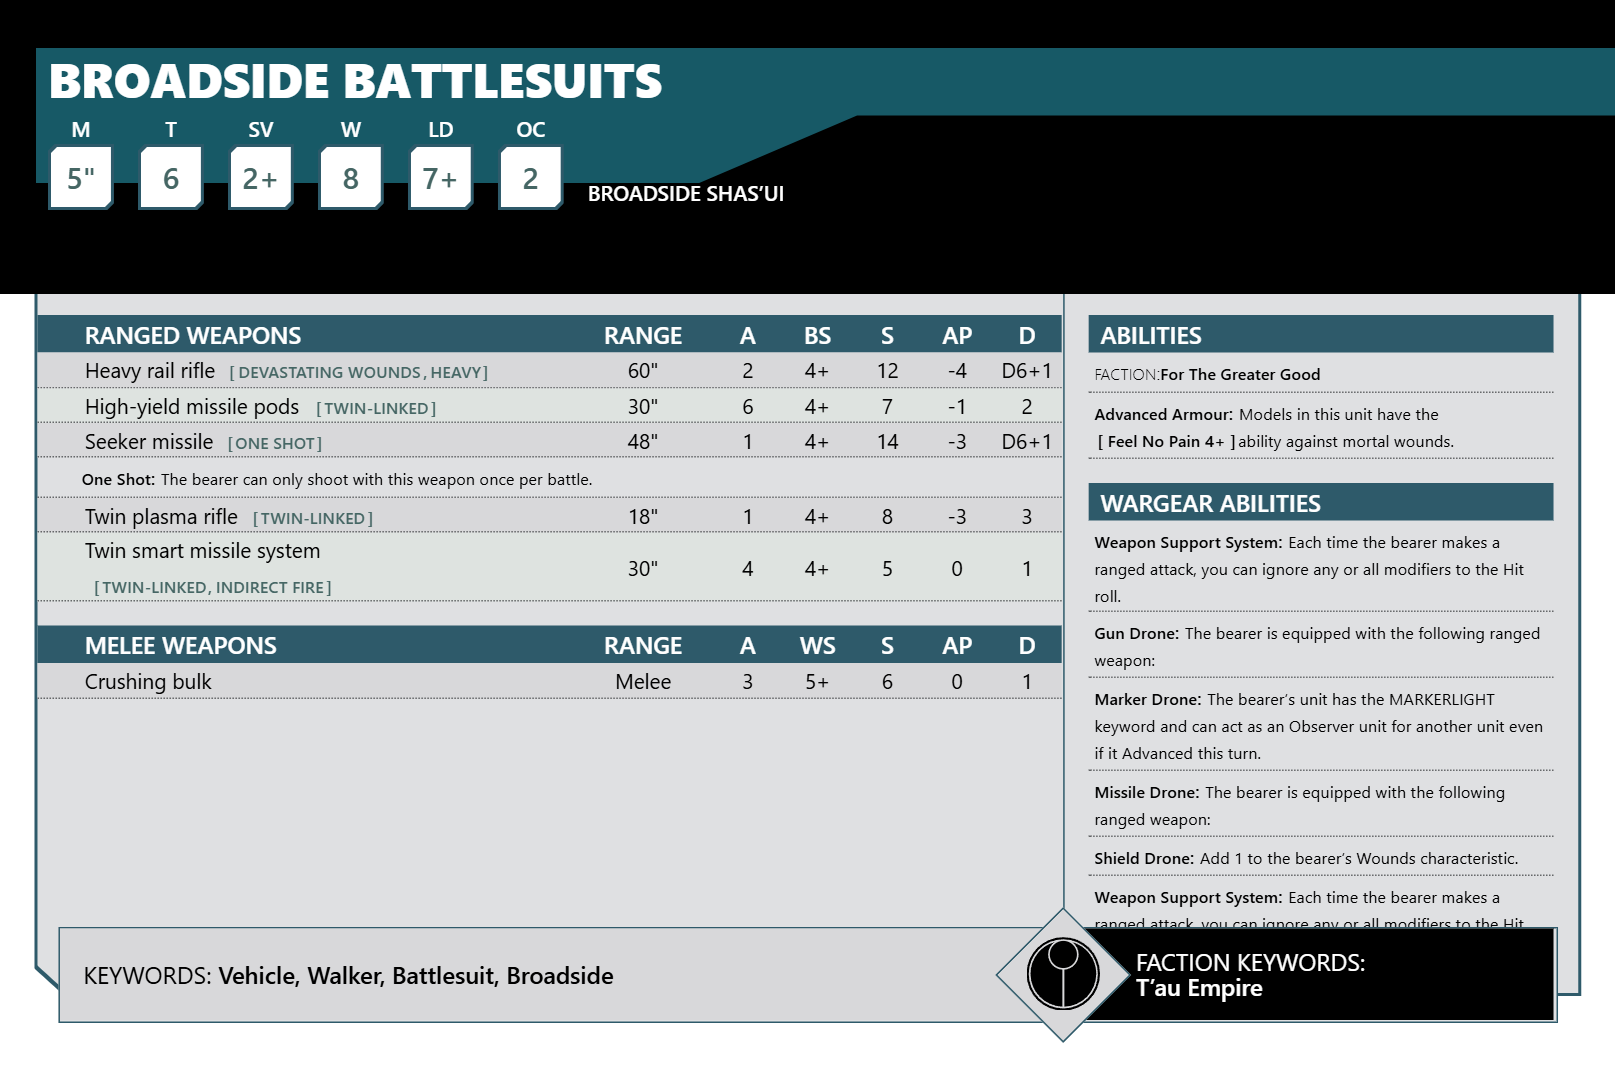 BROADSIDE BATTLESUITS
M T SV W LD OC
5" 6 2+ 8 7+ 2
BROADSIDE SHAS’UI
RANGED WEAPONS RANGE A BS S AP D
Heavy rail rifle [ DEVASTATING WOUNDS , HEAVY ] 60" 2 4+ 12 -4 D6+1
High-yield missile pods [ TWIN-LINKED ] 30" 6 4+ 7 -1 2
Seeker missile [ ONE SHOT ] 48" 1 4+ 14 -3 D6+1
One Shot: The bearer can only shoot with this weapon once per battle.
Twin plasma rifle [ TWIN-LINKED ] 18" 1 4+ 8 -3 3
Twin smart missile system
[ TWIN-LINKED , INDIRECT FIRE ] 30" 4 4+ 5 0 1
MELEE WEAPONS RANGE A WS S AP D
Crushing bulk Melee 3 5+ 6 0 1
ABILITIES
FACTION:For The Greater Good
Advanced Armour: Models in this unit have the
[ Feel No Pain 4+ ] ability against mortal wounds.
WARGEAR ABILITIES
Weapon Support System: Each time the bearer makes a
ranged attack, you can ignore any or all modifiers to the Hit
roll.
Gun Drone: The bearer is equipped with the following ranged
weapon:
Marker Drone: The bearer’s unit has the MARKERLIGHT
keyword and can act as an Observer unit for another unit even
if it Advanced this turn.
Missile Drone: The bearer is equipped with the following
ranged weapon:
Shield Drone: Add 1 to the bearer’s Wounds characteristic.
Weapon Support System: Each time the bearer makes a
ranged attack, you can ignore any or all modifiers to the Hit
KEYWORDS: Vehicle, Walker, Battlesuit, Broadside
FACTION KEYWORDS:
T’au Empire